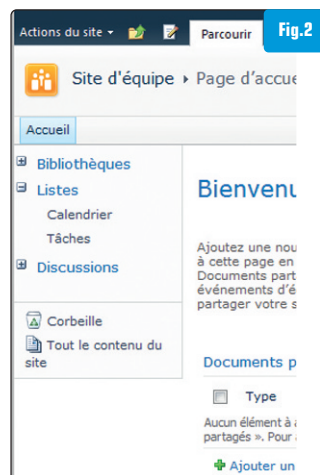 Actions du site
Parcourir
Fig.2
Site d'équipe
Page d'accue
Accueil
Bibliothèques
Listes
Calendrier
Tâches
Discussions
Corbeille
Tout le contenu du
site
Bienvenu
Ajoutez une nou
à cette page en
Documents part
événements d'é
partager votre s
Documents p
Type
Aucun élément à a
partagés ». Pour
Ajouter un